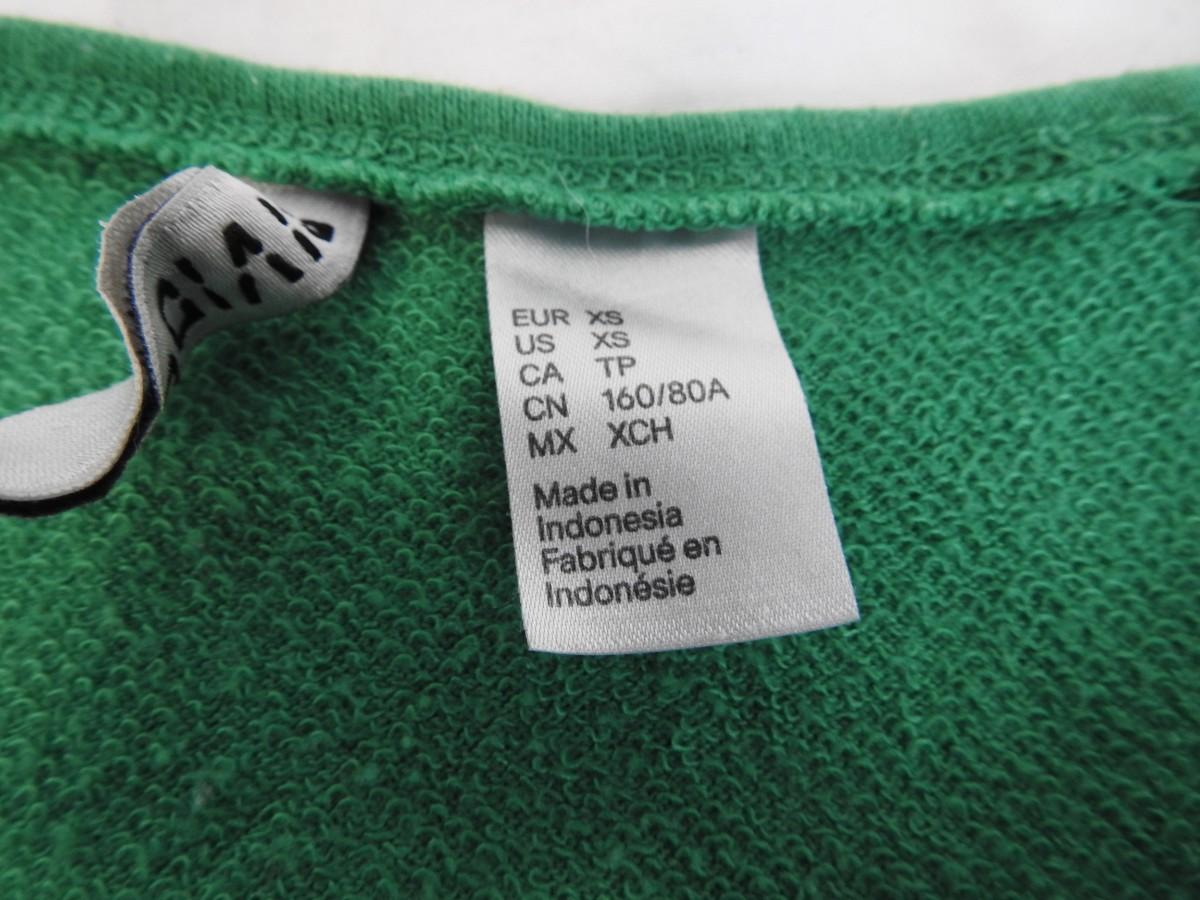 EUR XS
US XS
CA TP
CN 160/80A
MX XCH
Made in
Indonesia
Fabriqué en
Indonésie